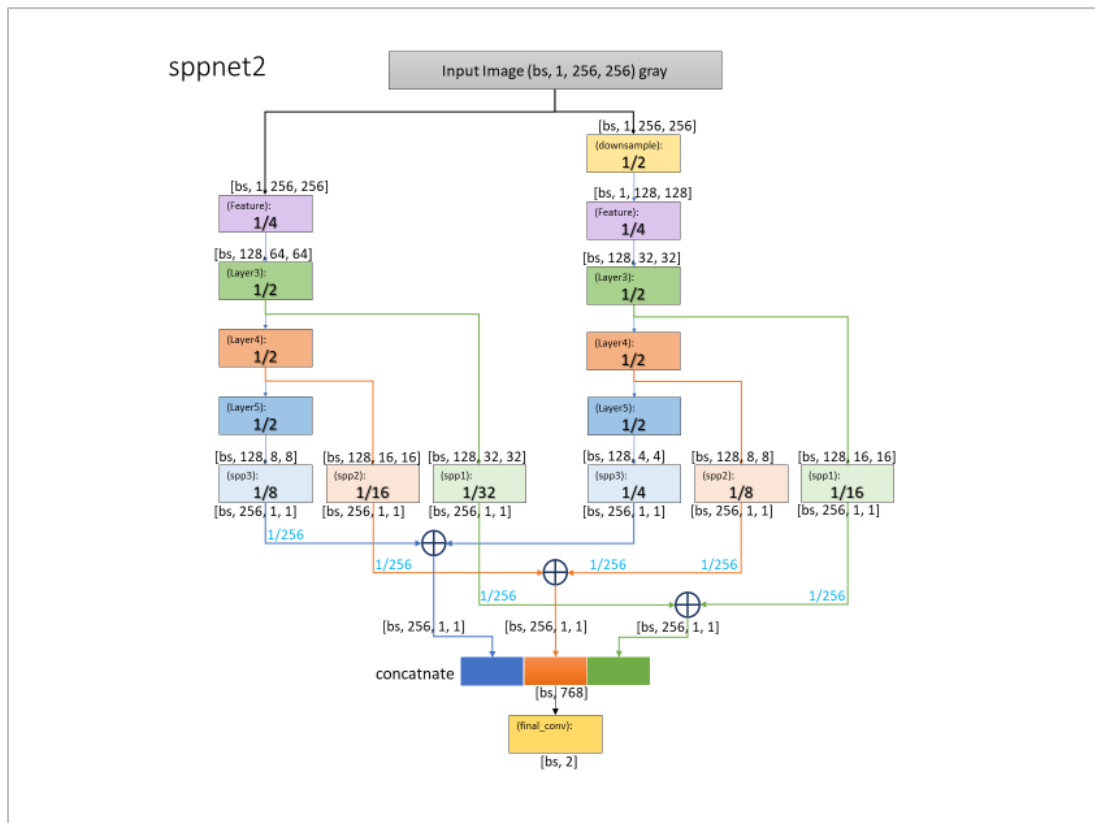 sppnet2
Input Image (bs, 1, 256, 256) gray
[bs, 1, 256, 256]
(downsample):
1/2
[bs, 1, 256, 256]
[bs, 1, 128, 128]
(Feature):
1/4
(Feature):
1/4
[bs, 128, 64, 64]
[bs, 128, 32, 32]
(Layer3):
1/2
(Layer3):
1/2
(Layer4):
1/2
(Layer4):
1/2
(Layer5):
1/2
(Layer5):
1/2
[bs, 128, 8, 8]
[bs, 128, 16, 16]
[bs, 128, 32, 32]
[bs, 128, 4, 4]
[bs, 128, 8, 8]
[bs, 128, 16, 16]
(spp3):
1/8
(spp2):
1/16
(spp1):
1/32
(spp3):
1/4
(spp2):
1/8
(spp1):
1/16
[bs, 256, 1, 1]
[bs, 256, 1, 1]
[bs, 256, 1, 1]
[bs, 256, 1, 1]
[bs, 256, 1, 1]
[bs, 256, 1, 1]
1/256
1/256
1/256
1/256
1/256
1/256
[bs, 256, 1, 1]
[bs, 256, 1, 1]
[bs, 256, 1, 1]
concatnate
[bs, 768]
(final_conv):
[bs, 2]